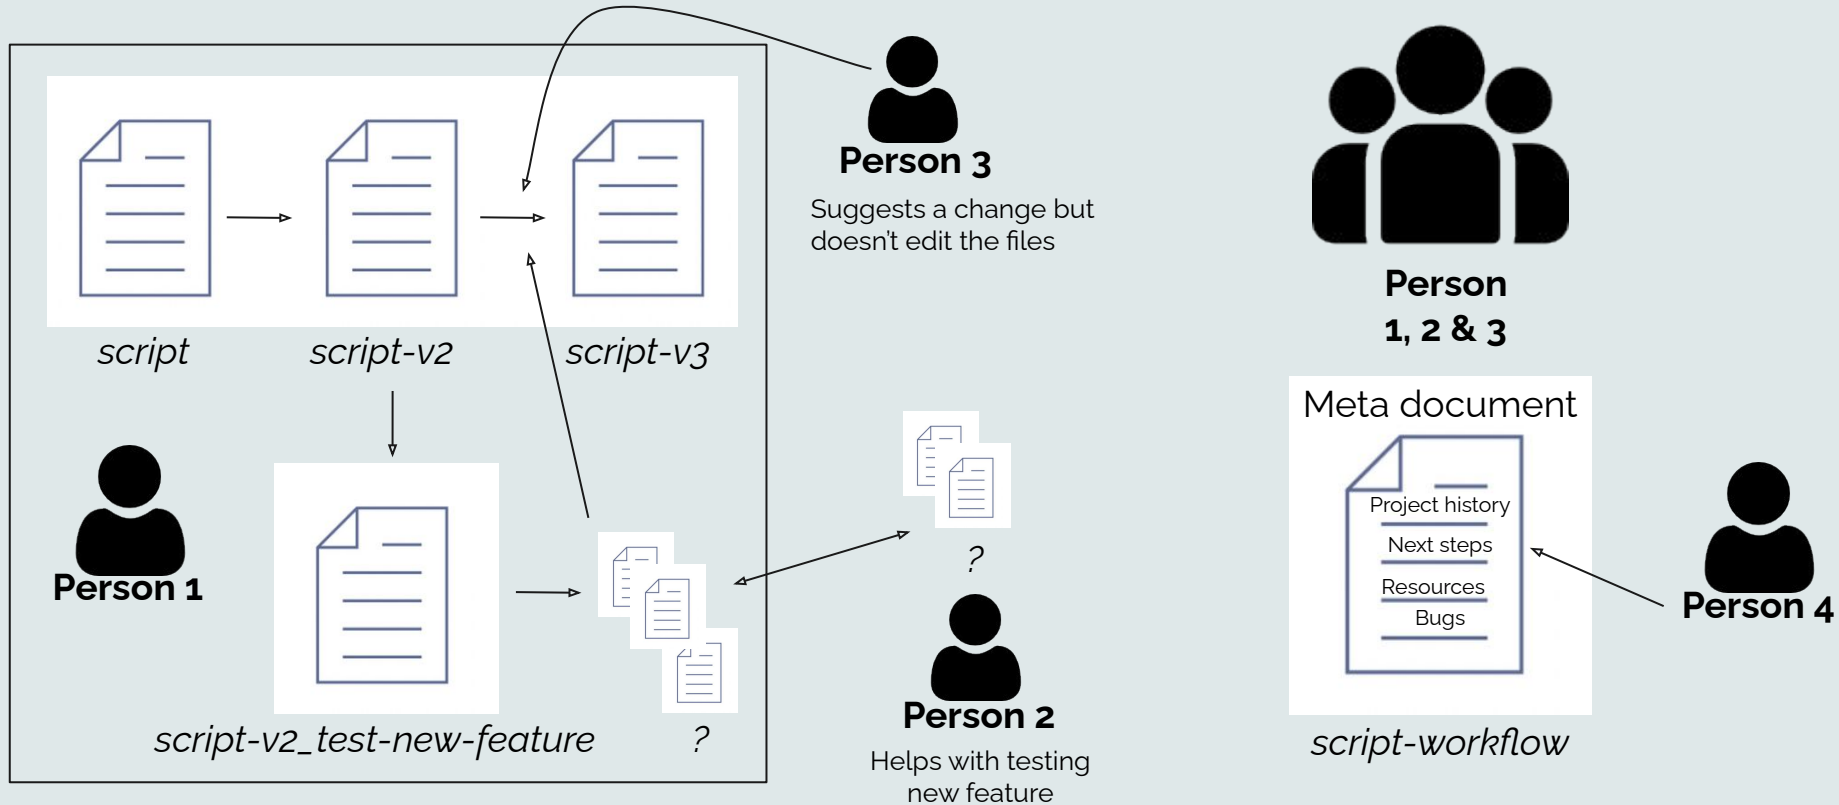 script
script-v2
script-v3
Person 1
script-v2_test-new-feature
?
Person 3
Suggests a change but
doesn’t edit the files
?
Person 2
Helps with testing
new feature
Person
1, 2 & 3
Meta document
Project history
Next steps
Resources
Bugs
script-workflow
Person 4